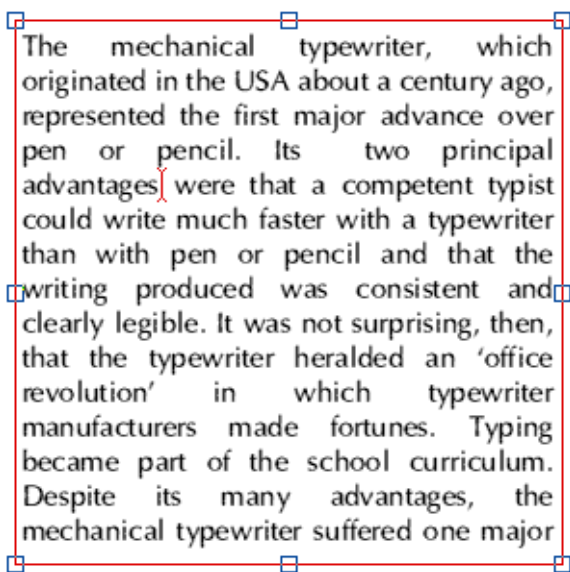 The mechanical typewriter, which
originated in the USA about a century ago,
represented the first major advance over
pen or pencil. Its two principal
advantages were that a competent typist
could write much faster with a typewriter
than with pen or pencil and that the
writing produced was consistent and
clearly legible. It was not surprising, then,
that the typewriter heralded an ‘office
revolution’ in which typewriter
manufacturers made fortunes. Typing
became part of the school curriculum.
Despite its many advantages, the
mechanical typewriter suffered one major